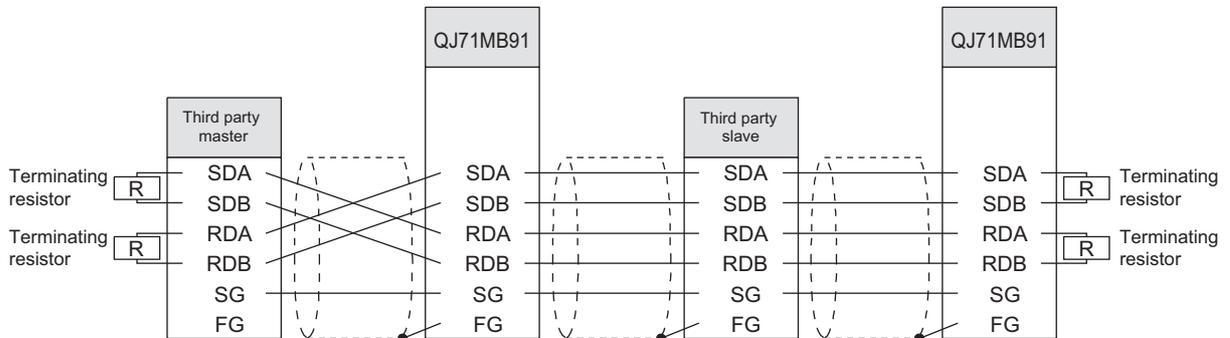 QJ71MB91
QJ71MB91
Third party
master
Third party
slave
Terminating
resistor
R
Terminating
resistor
R
SDA
SDB
RDA
RDB
SG
FG
SDA
SDB
RDA
RDB
SG
FG
SDA
SDB
RDA
RDB
SG
FG
SDA
SDB
RDA
RDB
SG
FG
R
Terminating
resistor
R
Terminating
resistor